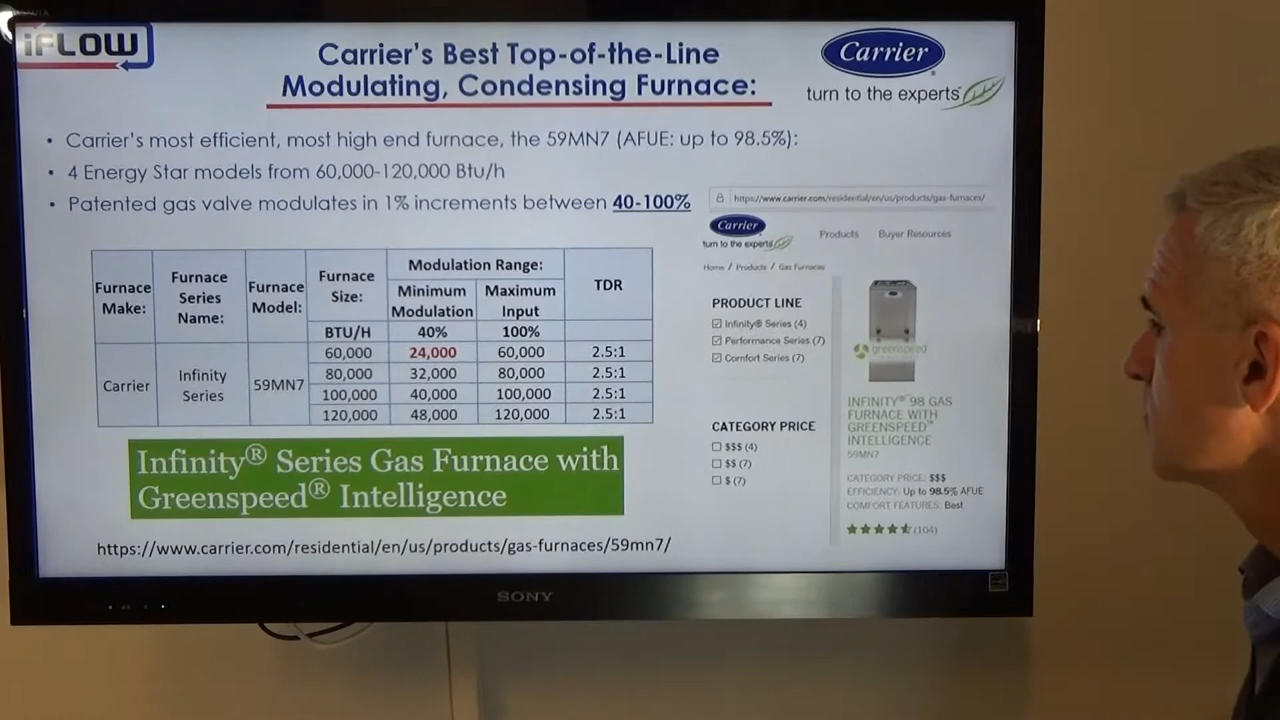 iFLOW
Carrier's Best Top-of-the-Line
Modulating, Condensing Furnace:
Carrier
turn to the experts
• Carrier's most efficient, most high end furnace, the 59MN7 (AFUE: up to 98.5%):
• 4 Energy Star models from 60,000-120,000 Btu/h
• Patented gas valve modulates in 1% increments between 40-100%
Furnace Make: Furnace Series Name: Furnace Model: Furnace Size: Modulation Range: TDR
Minimum Modulation Maximum Input
BTU/H 40% 100%
Carrier Infinity Series 59MN7
60,000 24,000 60,000 2.5:1
80,000 32,000 80,000 2.5:1
100,000 40,000 100,000 2.5:1
120,000 48,000 120,000 2.5:1
Infinity® Series Gas Furnace with
Greenspeed® Intelligence
https://www.carrier.com/residential/en/us/products/gas-furnaces/59mn7/
https://www.carrier.com/residential/en/us/products/gas-furnaces/
Carrier
turn to the experts
Products Buyer Resources
Home / Products / Gas Furnaces
PRODUCT LINE
Infinity® Series (4)
Performance Series (7)
Comfort Series (7)
CATEGORY PRICE
$$$ (4)
$$ (7)
$ (7)
greenspeed
INFINITY® 98 GAS
FURNACE WITH
GREENSPEED™
INTELLIGENCE
59MN7
CATEGORY PRICE: $$$
EFFICIENCY: Up to 98.5% AFUE
COMFORT FEATURES: Best
(104)
SONY